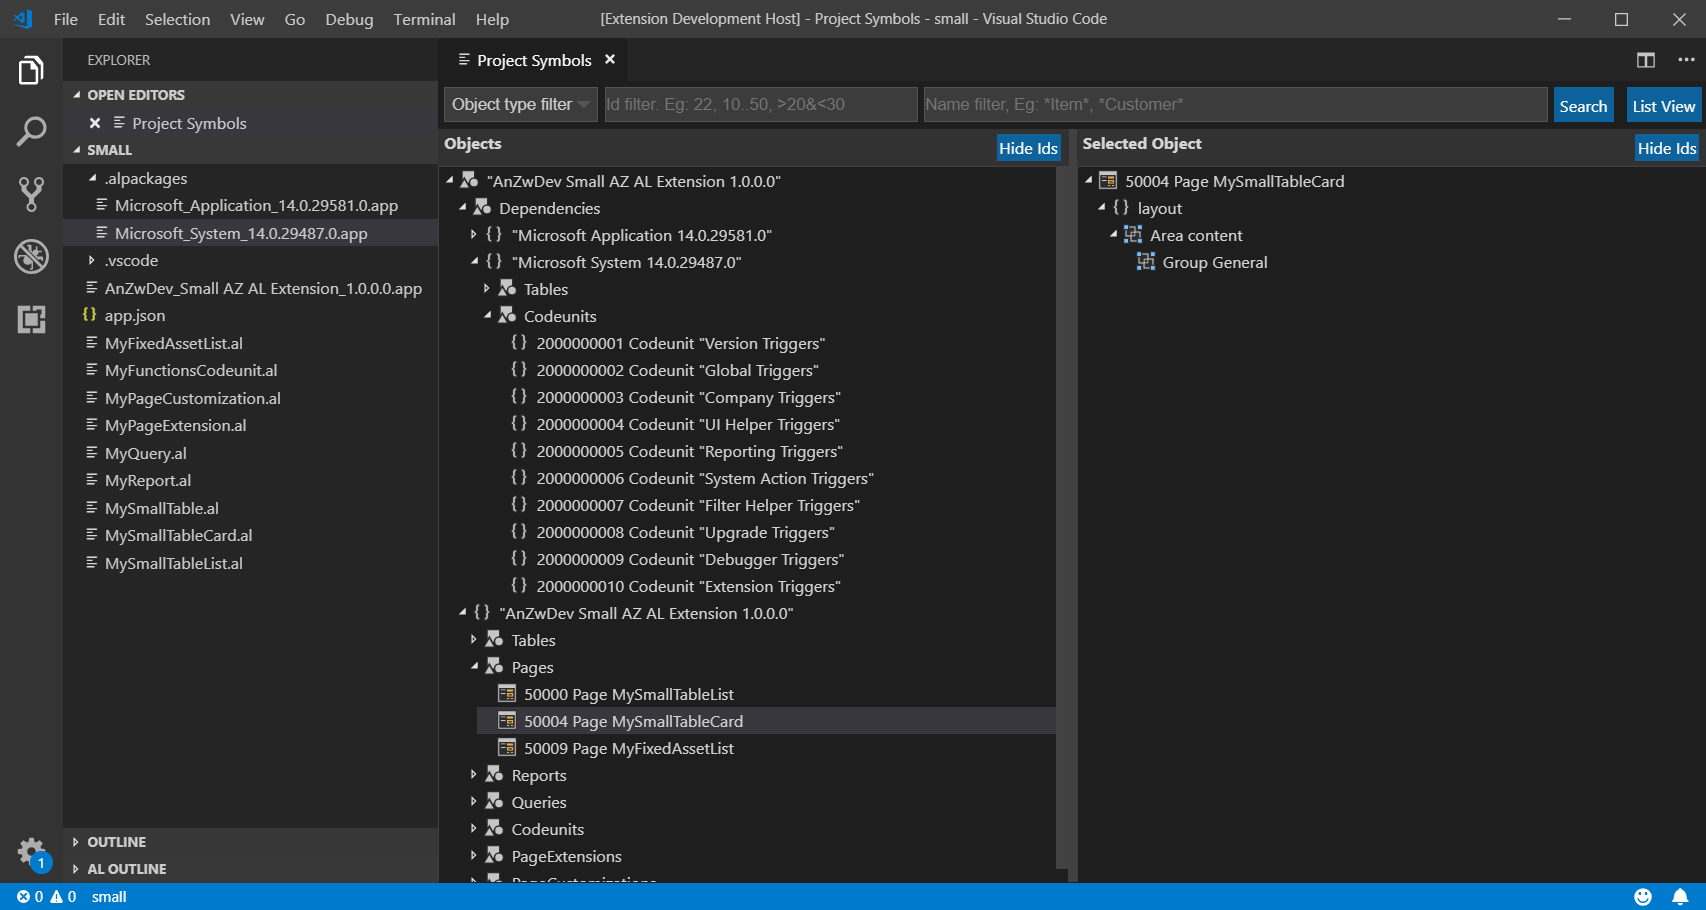 File Edit Selection View Go Debug Terminal Help [Extension Development Host] - Project Symbols - small - Visual Studio Code
EXPLORER
OPEN EDITORS
Project Symbols
SMALL
.alpackages
Microsoft_Application_14.0.29581.0.app
Microsoft_System_14.0.29487.0.app
.vscode
AnZwDev_Small AZ AL Extension_1.0.0.0.app
{} app.json
MyFixedAssetList.al
MyFunctionsCodeunit.al
MyPageCustomization.al
MyPageExtension.al
MyQuery.al
MyReport.al
MySmallTable.al
MySmallTableCard.al
MySmallTableList.al
OUTLINE
AL OUTLINE
Project Symbols
Object type filter Id filter. Eg: 22, 10..50, >20&<30 Name filter, Eg: *Item*, *Customer* Search List View
Objects Hide Ids
"AnZwDev Small AZ AL Extension 1.0.0.0"
Dependencies
{} "Microsoft Application 14.0.29581.0"
{} "Microsoft System 14.0.29487.0"
Tables
Codeunits
{} 2000000001 Codeunit "Version Triggers"
{} 2000000002 Codeunit "Global Triggers"
{} 2000000003 Codeunit "Company Triggers"
{} 2000000004 Codeunit "UI Helper Triggers"
{} 2000000005 Codeunit "Reporting Triggers"
{} 2000000006 Codeunit "System Action Triggers"
{} 2000000007 Codeunit "Filter Helper Triggers"
{} 2000000008 Codeunit "Upgrade Triggers"
{} 2000000009 Codeunit "Debugger Triggers"
{} 2000000010 Codeunit "Extension Triggers"
{} "AnZwDev Small AZ AL Extension 1.0.0.0"
Tables
Pages
50000 Page MySmallTableList
50004 Page MySmallTableCard
50009 Page MyFixedAssetList
Reports
Queries
Codeunits
PageExtensions
PageCustomizations
Selected Object Hide Ids
50004 Page MySmallTableCard
{} layout
Area content
Group General
1
0 0 small